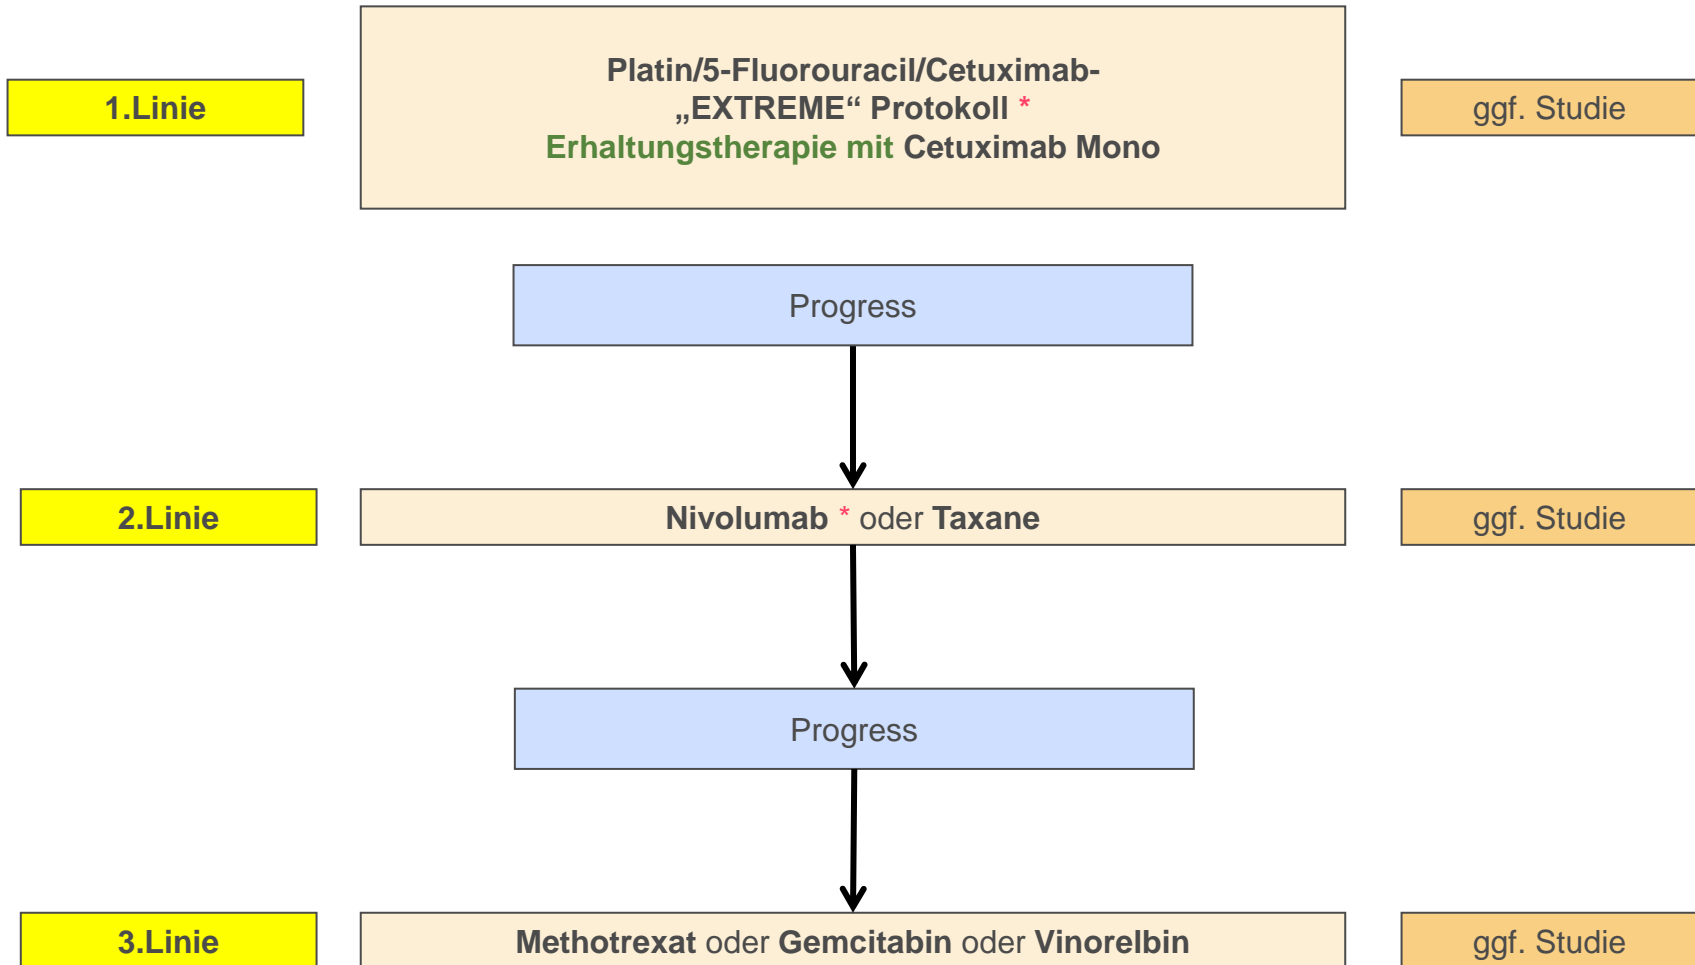 Platin/5-Fluorouracil/Cetuximab-
1.Linie
„EXTREME“ Protokoll *
ggf. Studie
Erhaltungstherapie mit Cetuximab Mono
Progress
2.Linie
Nivolumab * oder Taxane
ggf. Studie
Progress
3.Linie
Methotrexat oder Gemcitabin oder Vinorelbin
ggf. Studie